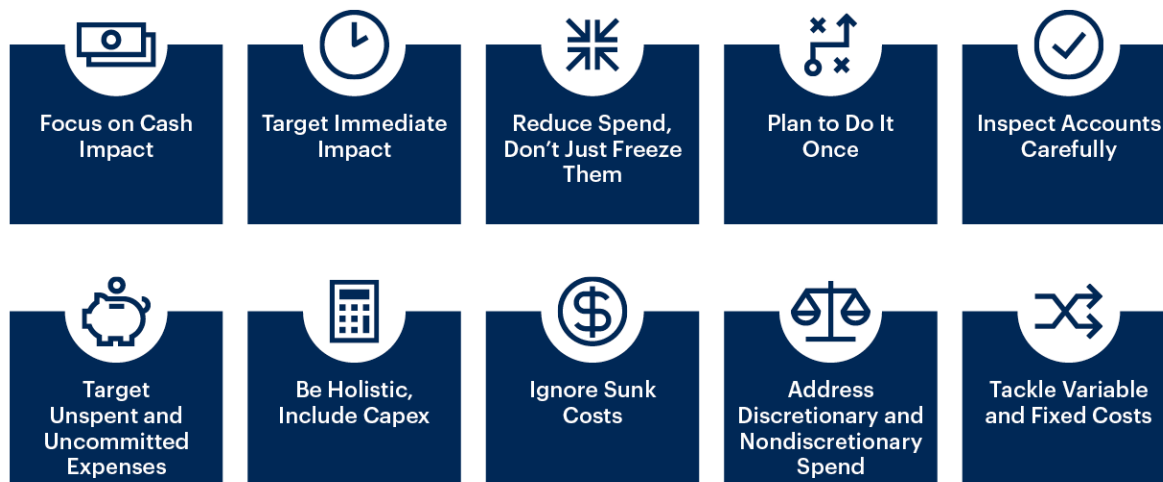 Focus on Cash
Impact
Target Immediate
Impact
Reduce Spend,
Don’t Just Freeze
Them
Plan to Do It
Once
Inspect Accounts
Carefully
Target
Unspent and
Uncommitted
Expenses
Be Holistic,
Include Capex
Ignore Sunk
Costs
Address
Discretionary and
Nondiscretionary
Spend
Tackle Variable
and Fixed Costs